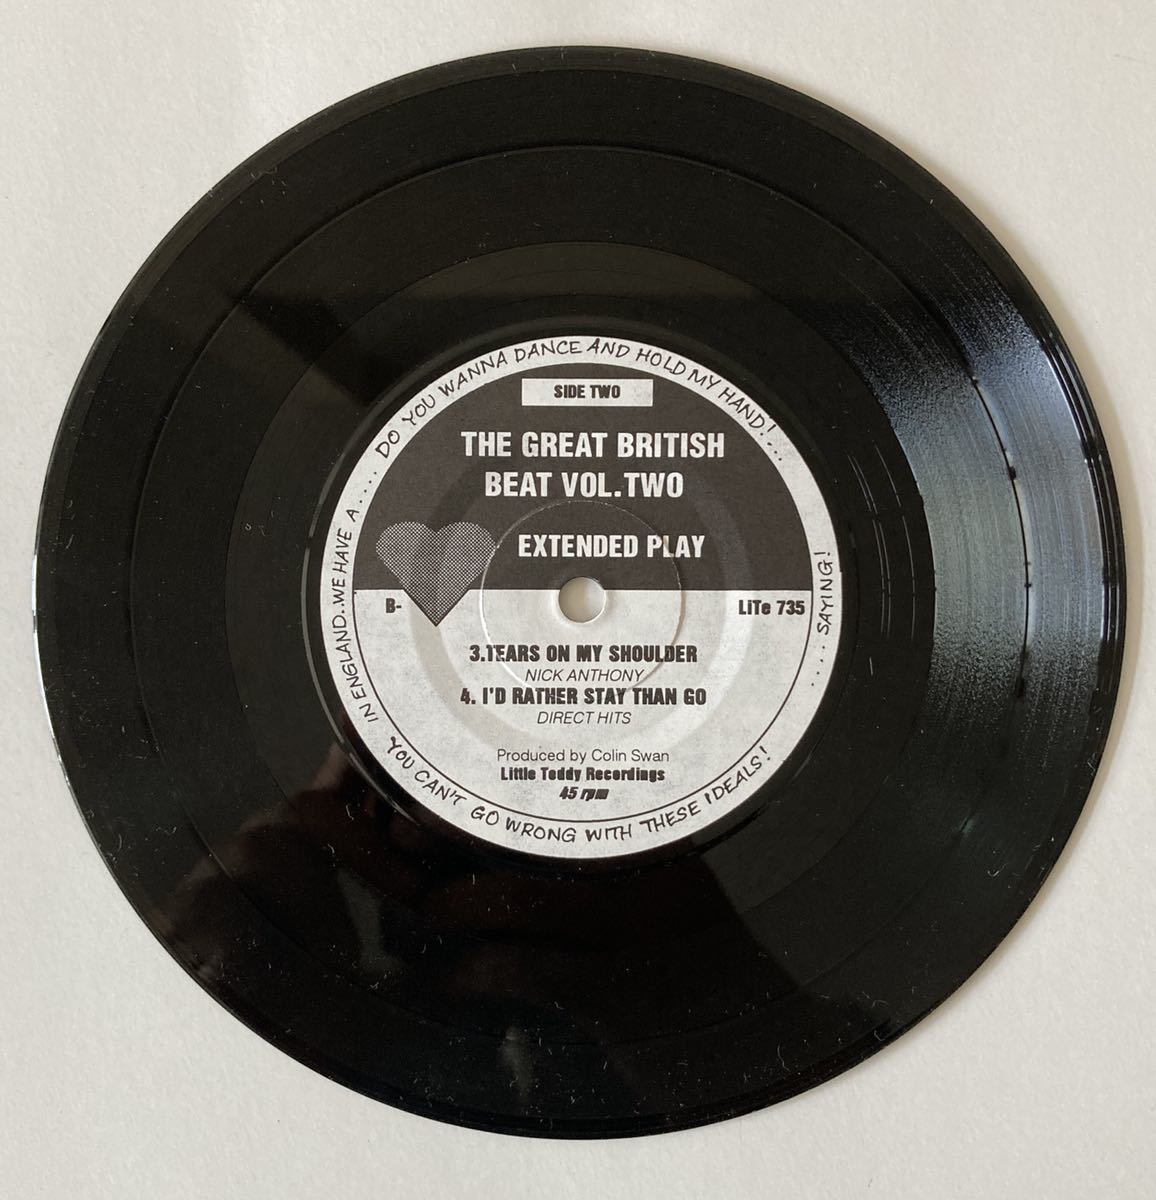 IN ENGLAND..WE HAVE A..... DO YOU WANNA DANCE AND HOLD MY HAND!...
.....SAYING!
SIDE TWO
THE GREAT BRITISH
BEAT VOL.TWO
EXTENDED PLAY
B-
LiTe 735
3.TEARS ON MY SHOULDER
NICK ANTHONY
4. I'D RATHER STAY THAN GO
DIRECT HITS
Produced by Colin Swan
Little Teddy Recordings
45 rpm
YOU CAN'T GO WRONG WITH THESE IDEALS!